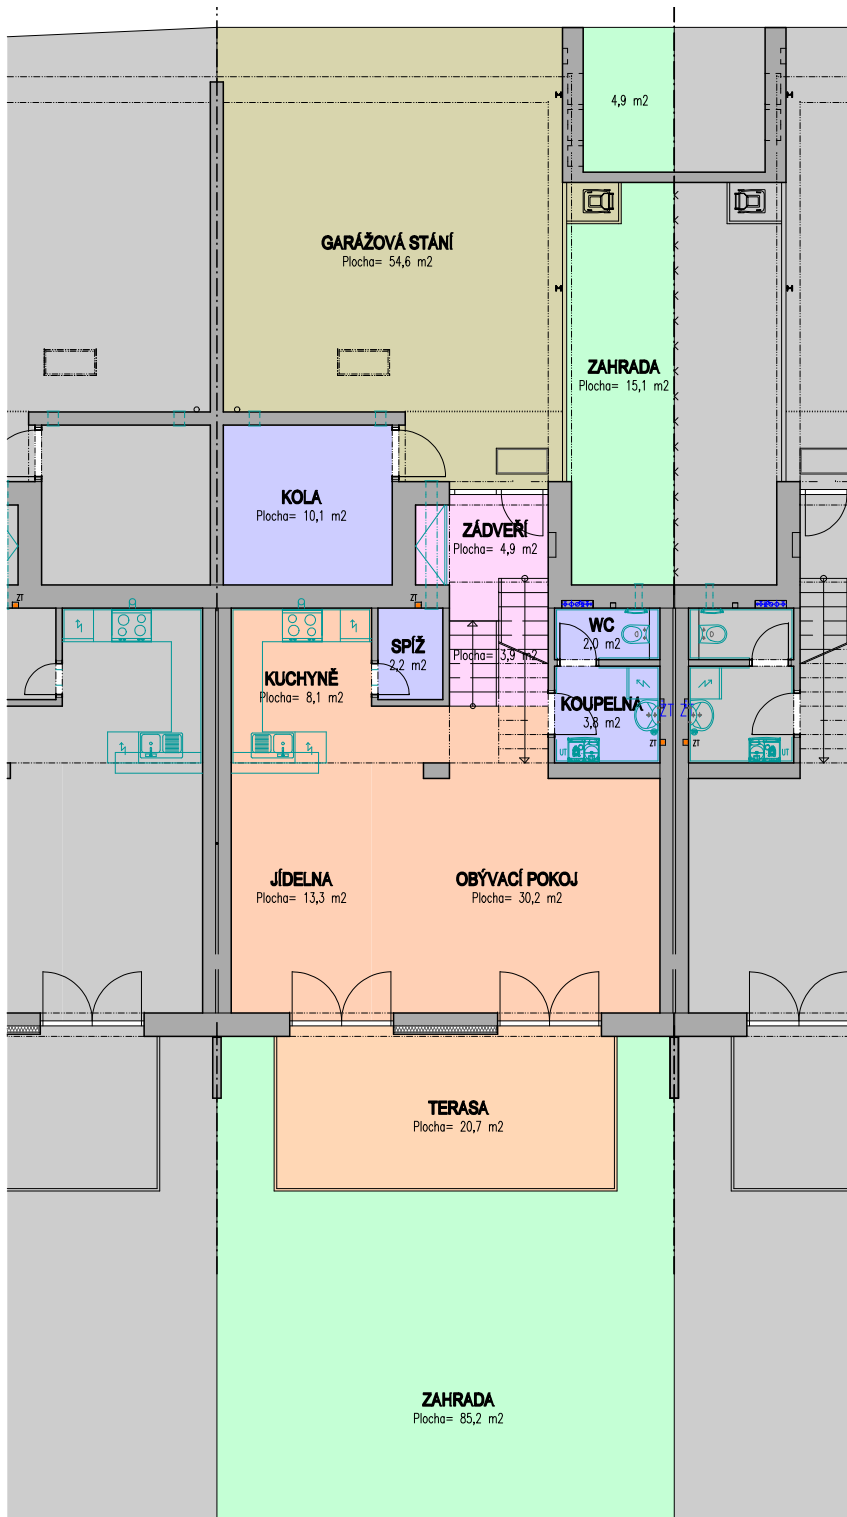 4,9 m2
GARÁŽOVÁ STÁNÍ
Plocha= 54,6 m2
ZAHRADA
Plocha= 15,1 m2
KOLA
Plocha= 10,1 m2
ZÁDVEŘÍ
Plocha= 4,9 m2
ZT
ZT
WC
2,0 m2
SPÍŽ
2,2 m2
Plocha= 3,9 m2
KUCHYNĚ
Plocha= 8,1 m2
KOUPELNA
3,8 m2
ZT
ZT
ZT
ZT
UT
UT
JÍDELNA
Plocha= 13,3 m2
OBÝVACÍ POKOJ
Plocha= 30,2 m2
TERASA
Plocha= 20,7 m2
ZAHRADA
Plocha= 85,2 m2